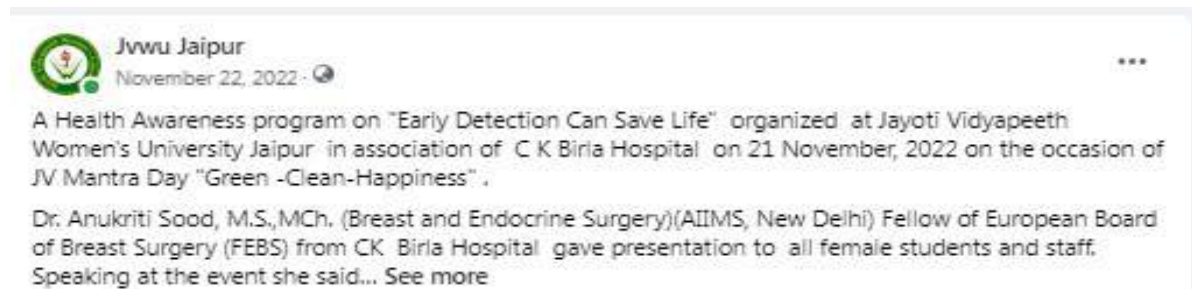 Jvwu Jaipur
November 22, 2022 ·
A Health Awareness program on "Early Detection Can Save Life" organized at Jayoti Vidyapeeth
Women's University Jaipur in association of C K Birla Hospital on 21 November, 2022 on the occasion of
JV Mantra Day "Green -Clean-Happiness" .
Dr. Anukriti Sood, M.S.,MCh. (Breast and Endocrine Surgery)(AIIMS, New Delhi) Fellow of European Board
of Breast Surgery (FEBS) from CK Birla Hospital gave presentation to all female students and staff.
Speaking at the event she said... See more